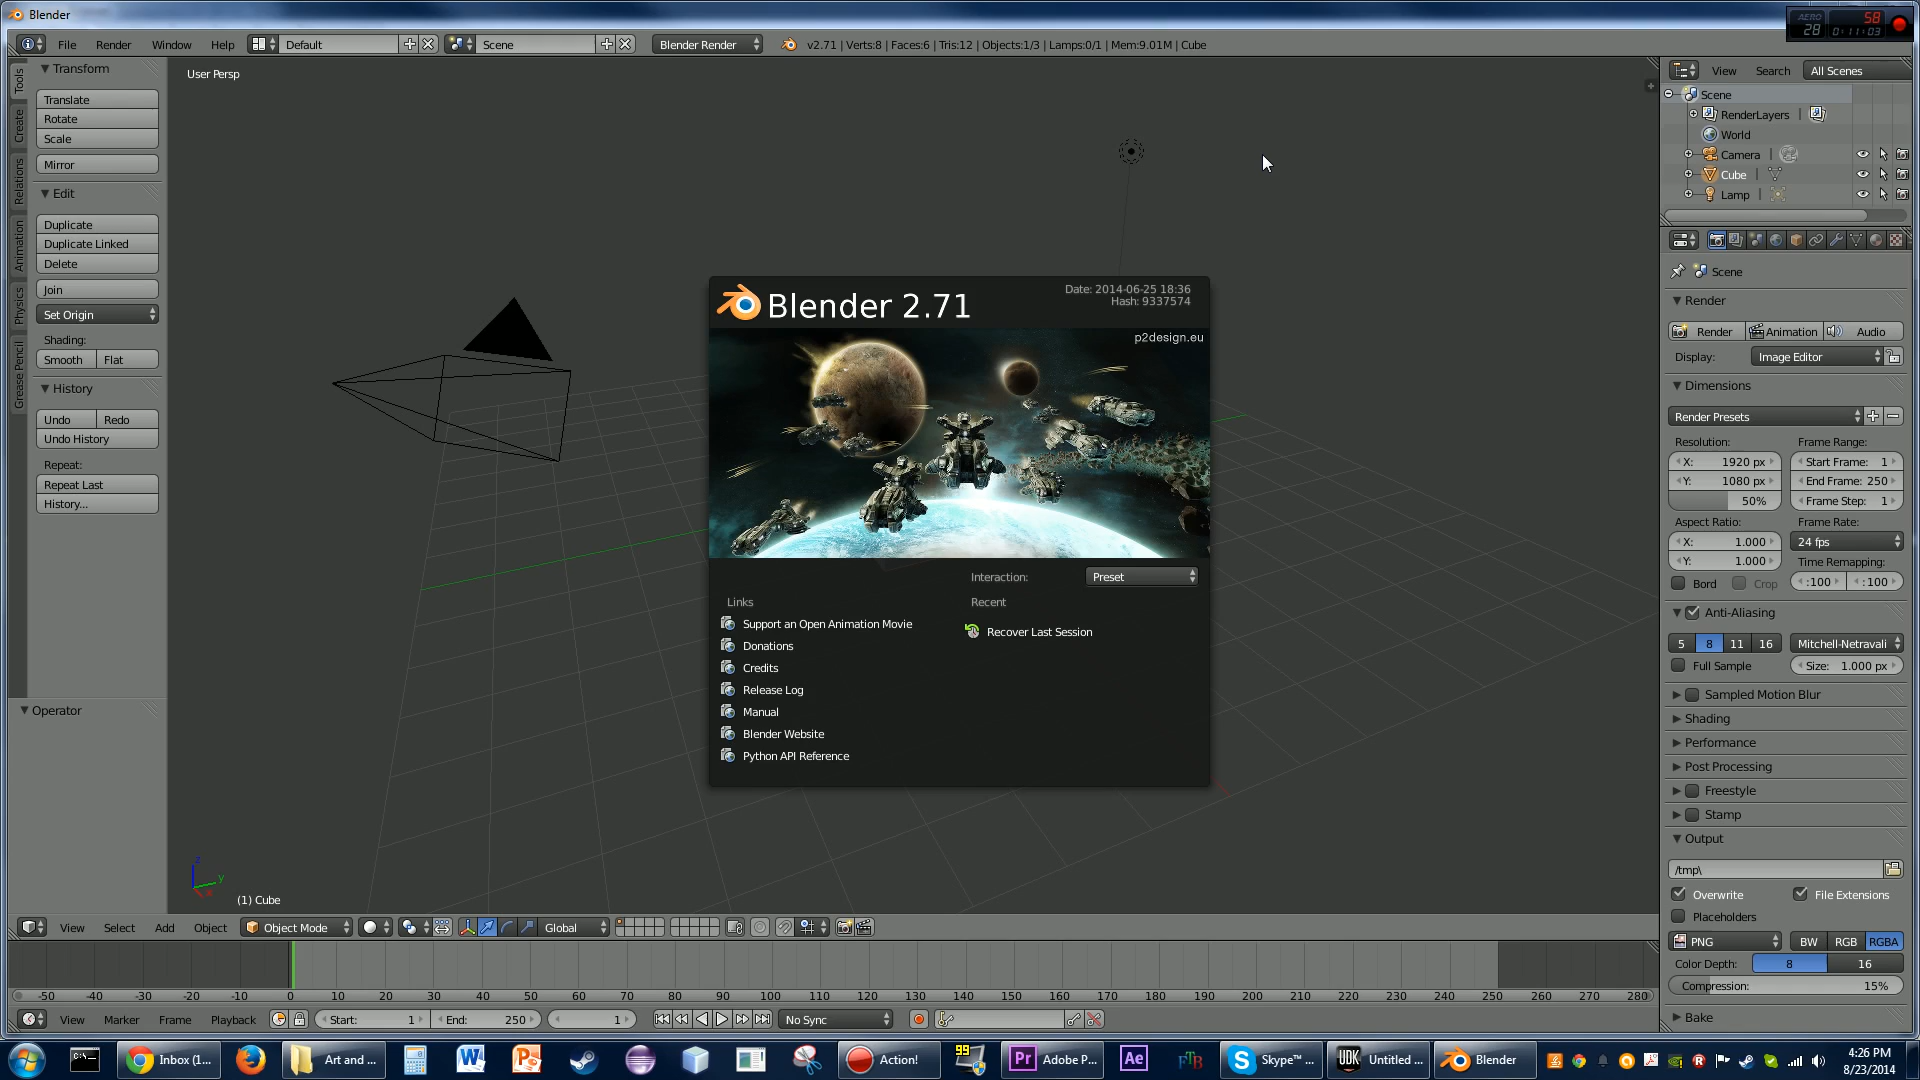 Blender
AERO 28 58 0:11:03
File Render Window Help Default Scene Blender Render v2.71 | Verts:8 | Faces:6 | Tris:12 | Objects:1/3 | Lamps:0/1 | Mem:9.01M | Cube
Tools
Create
Relations
Animation
Physics
Grease Pencil
Transform
Translate
Rotate
Scale
Mirror
Edit
Duplicate
Duplicate Linked
Delete
Join
Set Origin
Shading:
Smooth Flat
History
Undo Redo
Undo History
Repeat:
Repeat Last
History...
Operator
User Persp
Blender 2.71
Date: 2014-06-25 18:36
Hash: 9337574
p2design.eu
Interaction: Preset
Links
Support an Open Animation Movie
Donations
Credits
Release Log
Manual
Blender Website
Python API Reference
Recent
Recover Last Session
z
y
(1) Cube
View Search All Scenes
Scene
RenderLayers |
World
Camera |
Cube |
Lamp |
Scene
Render
Render Animation Audio
Display: Image Editor
Dimensions
Render Presets
Resolution: Frame Range:
X: 1920 px Start Frame: 1
Y: 1080 px End Frame: 250
50% Frame Step: 1
Aspect Ratio: Frame Rate:
X: 1.000 24 fps
Y: 1.000 Time Remapping:
Bord Crop :100 :100
Anti-Aliasing
5 8 11 16 Mitchell-Netravali
Full Sample Size: 1.000 px
Sampled Motion Blur
Shading
Performance
Post Processing
Freestyle
Stamp
Output
/tmp\
Overwrite File Extensions
Placeholders
PNG BW RGB RGBA
Color Depth: 8 16
Compression: 15%
Bake
View Select Add Object Object Mode Global
-50 -40 -30 -20 -10 0 10 20 30 40 50 60 70 80 90 100 110 120 130 140 150 160 170 180 190 200 210 220 230 240 250 260 270 280
View Marker Frame Playback Start: 1 End: 250 1 No Sync
Inbox (1... Art and ... Action! 99 Pr Adobe P... Ae FTB Skype™ ... UDK Untitled ... Blender
4:26 PM
8/23/2014